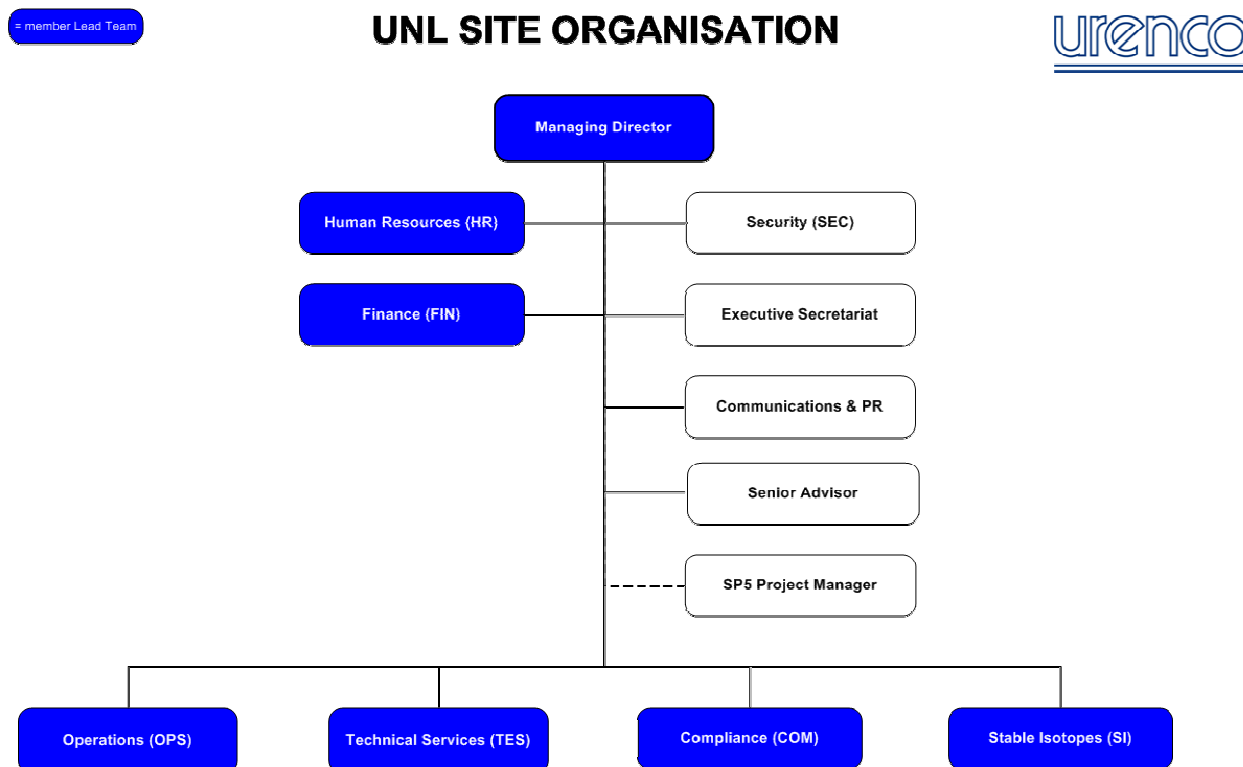 = member Lead Team
UNL SITE ORGANISATION
urenco
Managing Director
Human Resources (HR)
Security (SEC)
Finance (FIN)
Executive Secretariat
Communications & PR
Senior Advisor
SP5 Project Manager
Operations (OPS)
Technical Services (TES)
Compliance (COM)
Stable Isotopes (SI)